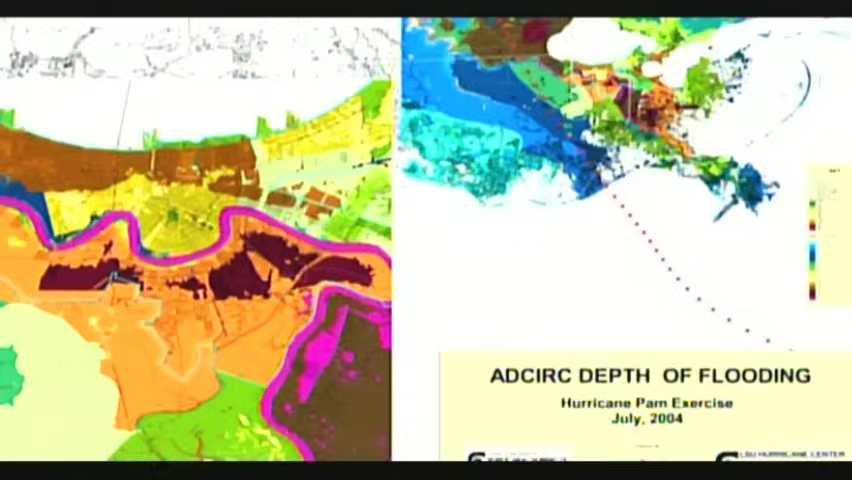 ADCIRC DEPTH OF FLOODING
Hurricane Pam Exercise
July, 2004
LSU HURRICANE CENTER